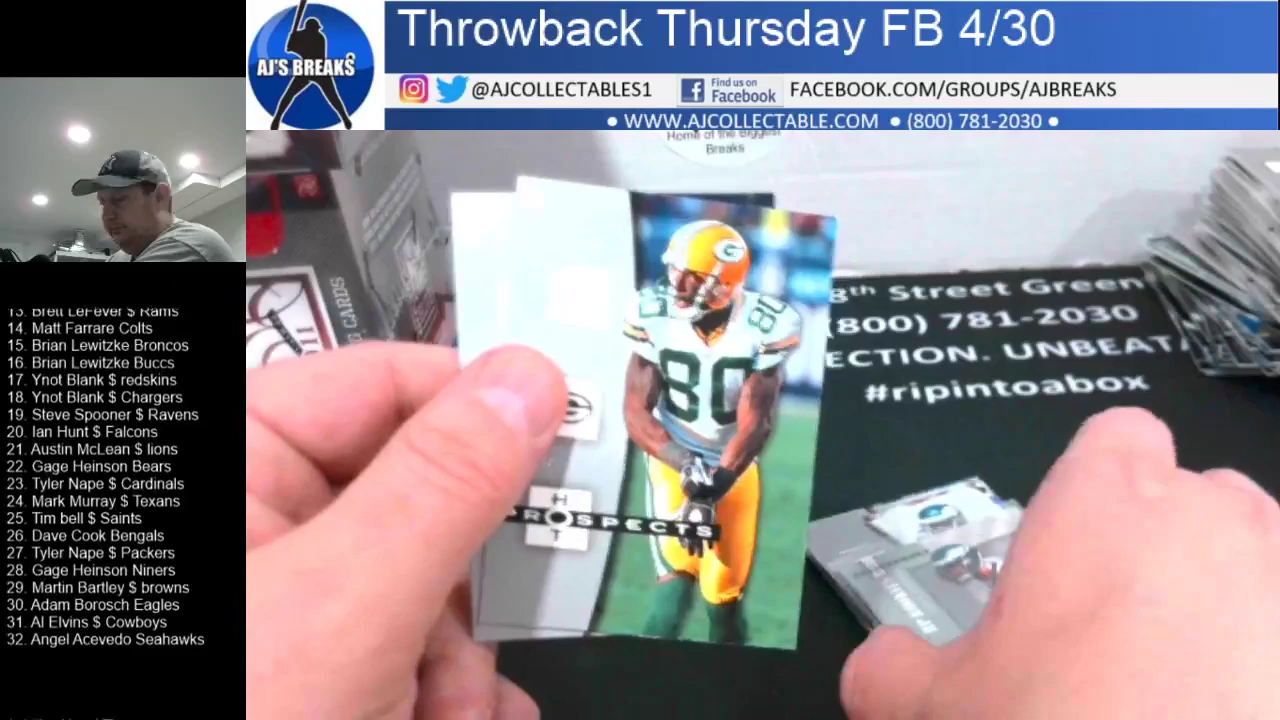 Throwback Thursday FB 4/30
AJ'S BREAKS
@AJCOLLECTABLES1
Find us on
Facebook
FACEBOOK.COM/GROUPS/AJBREAKS
• WWW.AJCOLLECTABLE.COM • (800) 781-2030 •
Home of the Biggest
Breaks
13. Brett LeFever $ Rams
14. Matt Farrare Colts
15. Brian Lewitzke Broncos
16. Brian Lewitzke Buccs
17. Ynot Blank $ redskins
18. Ynot Blank $ Chargers
19. Steve Spooner $ Ravens
20. Ian Hunt $ Falcons
21. Austin McLean $ lions
22. Gage Heinson Bears
23. Tyler Nape $ Cardinals
24. Mark Murray $ Texans
25. Tim bell $ Saints
26. Dave Cook Bengals
27. Tyler Nape $ Packers
28. Gage Heinson Niners
29. Martin Bartley $ browns
30. Adam Borosch Eagles
31. Al Elvins $ Cowboys
32. Angel Acevedo Seahawks
CARDS
G
80
80
80
HOT
PROSPECTS
8th Street Green
(800) 781-2030
ECTION. UNBEATA
#ripintoabox